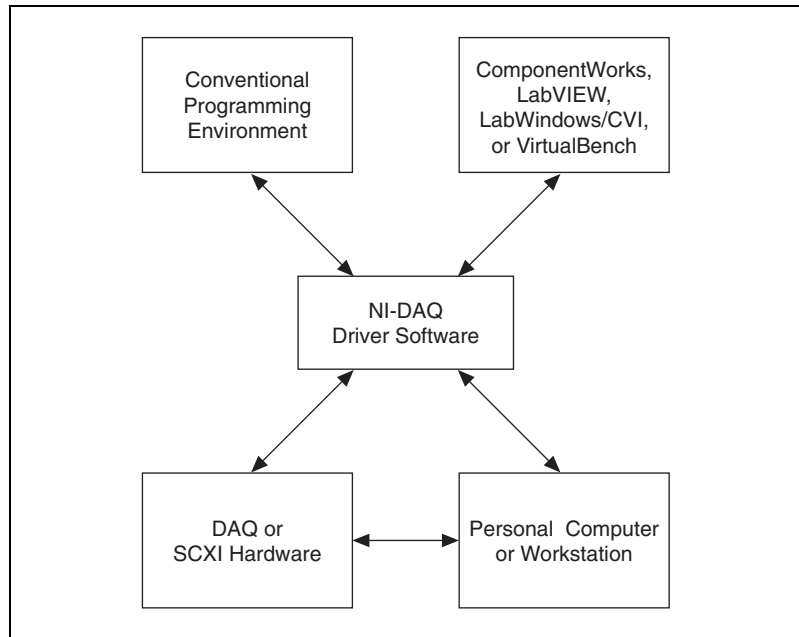 Conventional
Programming
Environment
ComponentWorks,
LabVIEW,
LabWindows/CVI,
or VirtualBench
NI-DAQ
Driver Software
DAQ or
SCXI Hardware
Personal Computer
or Workstation